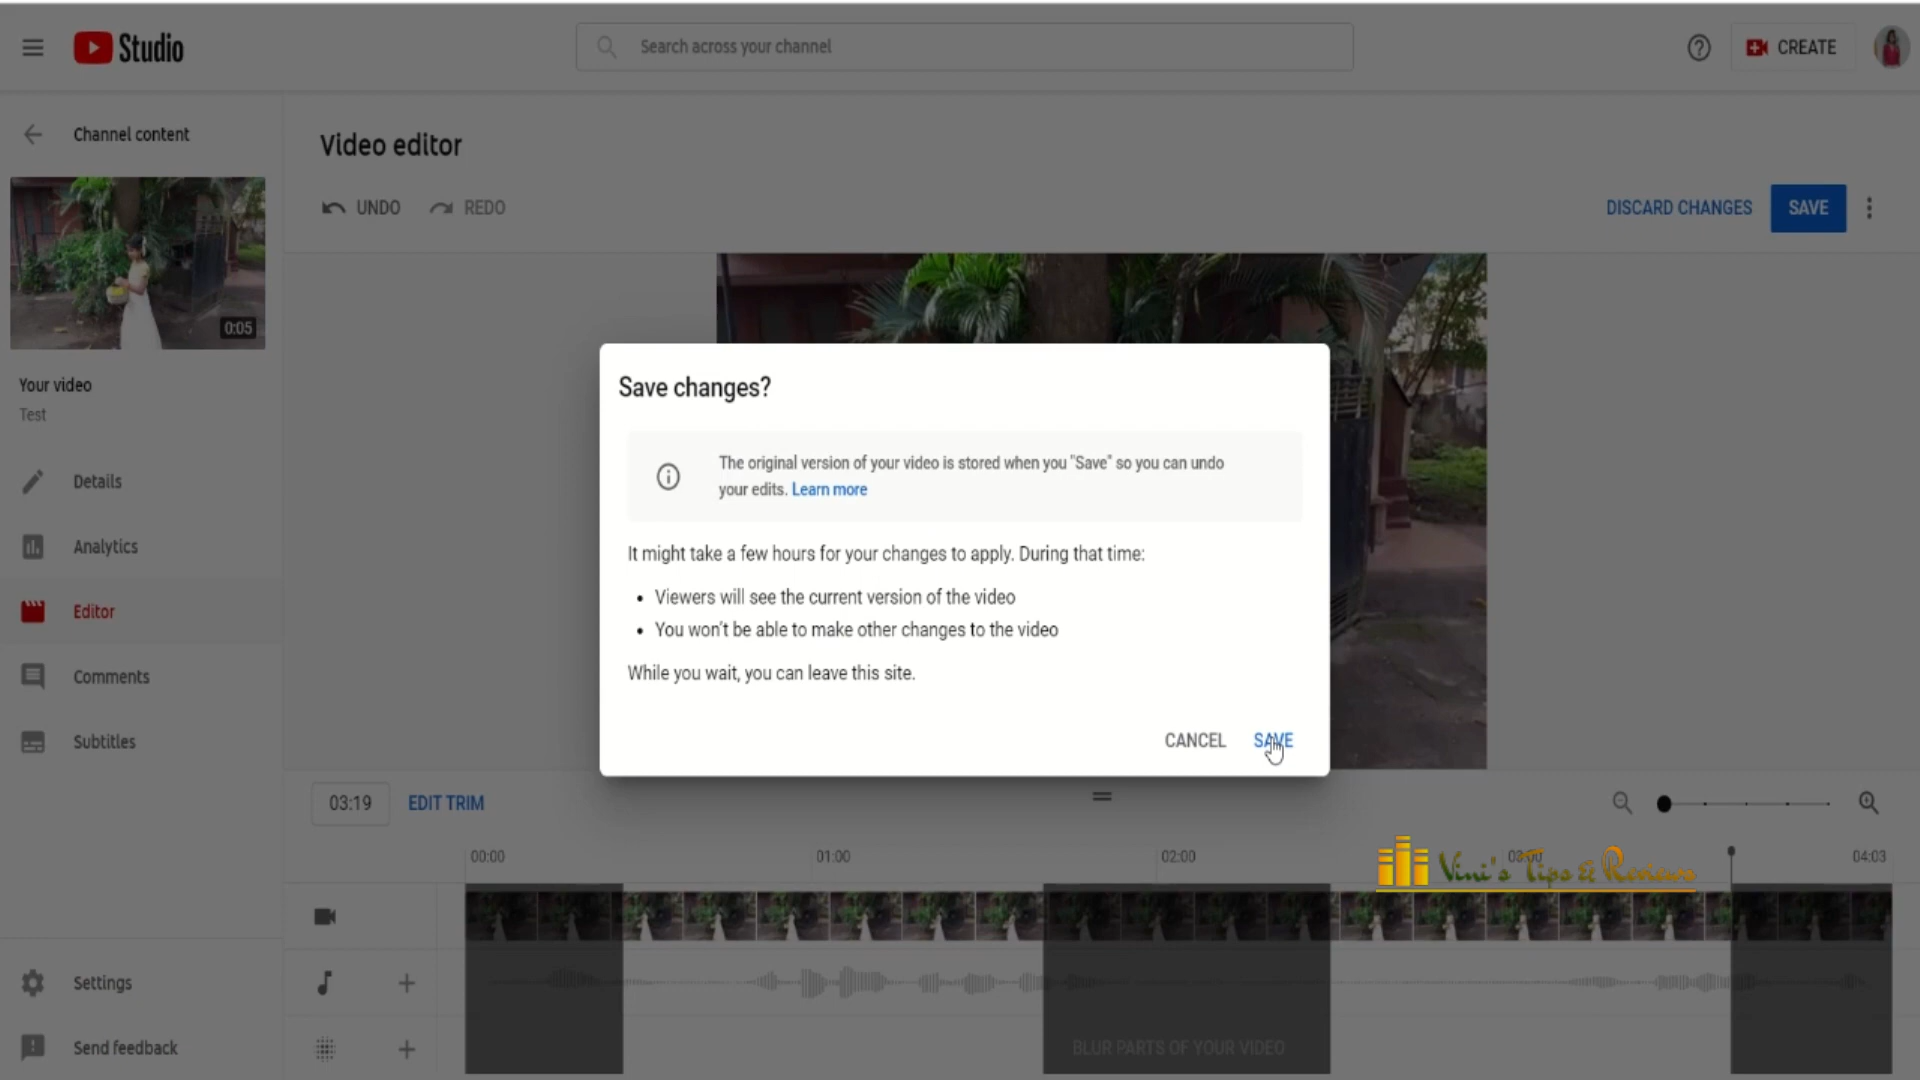 Studio
Search across your channel
CREATE
Channel content
Video editor
UNDO
REDO
DISCARD CHANGES
SAVE
0:05
Your video
Test
Save changes?
The original version of your video is stored when you "Save" so you can undo
your edits. Learn more
It might take a few hours for your changes to apply. During that time:
• Viewers will see the current version of the video
• You won't be able to make other changes to the video
While you wait, you can leave this site.
CANCEL
SAVE
Details
Analytics
Editor
Comments
Subtitles
Settings
Send feedback
03:19
EDIT TRIM
00:00
01:00
02:00
03:00
04:03
Vini's Tips & Reviews
BLUR PARTS OF YOUR VIDEO